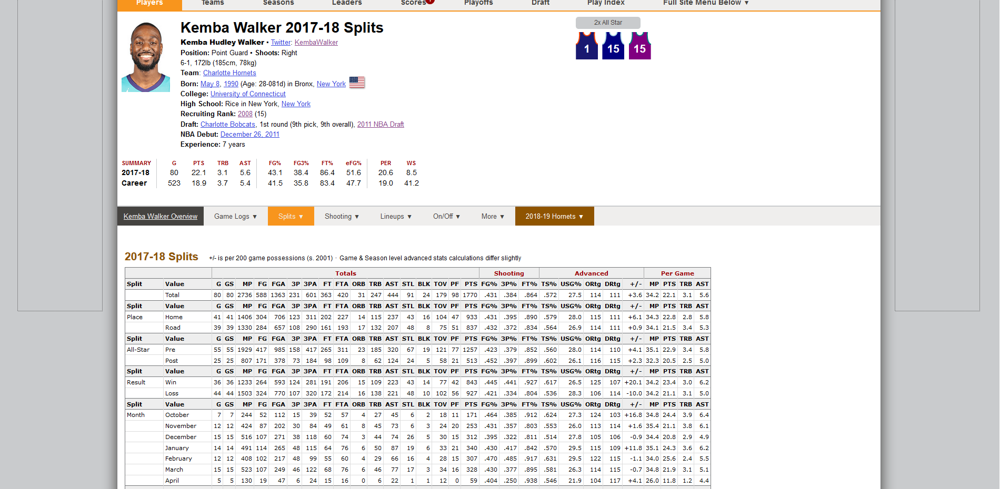 Players Teams Seasons Leaders Scores Playoffs Draft Play Index Full Site Menu Below ▼
Kemba Walker 2017-18 Splits
Kemba Hudley Walker ▪ Twitter: KembaWalker
Position: Point Guard ▪ Shoots: Right
6-1, 172lb (185cm, 78kg)
Team: Charlotte Hornets
Born: May 8, 1990 (Age: 28-081d) in Bronx, New York
College: University of Connecticut
High School: Rice in New York, New York
Recruiting Rank: 2008 (15)
Draft: Charlotte Bobcats, 1st round (9th pick, 9th overall), 2011 NBA Draft
NBA Debut: December 26, 2011
Experience: 7 years
2x All Star
1 15 15
SUMMARY G PTS TRB AST FG% FG3% FT% eFG% PER WS
2017-18 80 22.1 3.1 5.6 43.1 38.4 86.4 51.6 20.6 8.5
Career 523 18.9 3.7 5.4 41.5 35.8 83.4 47.7 19.0 41.2
Kemba Walker Overview Game Logs ▼ Splits ▼ Shooting ▼ Lineups ▼ On/Off ▼ More ▼ 2018-19 Hornets ▼
2017-18 Splits +/- is per 200 game possessions (s. 2001) · Game & Season level advanced stats calculations differ slightly
Totals Shooting Advanced Per Game
Split Value G GS MP FG FGA 3P 3PA FT FTA ORB TRB AST STL BLK TOV PF PTS FG% 3P% FT% TS% USG% ORtg DRtg +/- MP PTS TRB AST
Total 80 80 2736 588 1363 231 601 363 420 31 247 444 91 24 179 98 1770 .431 .384 .864 .572 27.5 114 111 +3.6 34.2 22.1 3.1 5.6
Split Value G GS MP FG FGA 3P 3PA FT FTA ORB TRB AST STL BLK TOV PF PTS FG% 3P% FT% TS% USG% ORtg DRtg +/- MP PTS TRB AST
Place Home 41 41 1406 304 706 123 311 202 227 14 115 237 43 16 104 47 933 .431 .395 .890 .579 28.0 115 111 +6.1 34.3 22.8 2.8 5.8
Road 39 39 1330 284 657 108 290 161 193 17 132 207 48 8 75 51 837 .432 .372 .834 .564 26.9 114 111 +0.9 34.1 21.5 3.4 5.3
Split Value G GS MP FG FGA 3P 3PA FT FTA ORB TRB AST STL BLK TOV PF PTS FG% 3P% FT% TS% USG% ORtg DRtg +/- MP PTS TRB AST
All-Star Pre 55 55 1929 417 985 158 417 265 311 23 185 320 67 19 121 77 1257 .423 .379 .852 .560 28.0 114 110 +4.1 35.1 22.9 3.4 5.8
Post 25 25 807 171 378 73 184 98 109 8 62 124 24 5 58 21 513 .452 .397 .899 .602 26.1 116 115 +2.3 32.3 20.5 2.5 5.0
Split Value G GS MP FG FGA 3P 3PA FT FTA ORB TRB AST STL BLK TOV PF PTS FG% 3P% FT% TS% USG% ORtg DRtg +/- MP PTS TRB AST
Result Win 36 36 1233 264 593 124 281 191 206 15 109 223 43 14 77 42 843 .445 .441 .927 .617 26.5 125 107 +20.1 34.2 23.4 3.0 6.2
Loss 44 44 1503 324 770 107 320 172 214 16 138 221 48 10 102 56 927 .421 .334 .804 .536 28.3 106 114 -10.0 34.2 21.1 3.1 5.0
Split Value G GS MP FG FGA 3P 3PA FT FTA ORB TRB AST STL BLK TOV PF PTS FG% 3P% FT% TS% USG% ORtg DRtg +/- MP PTS TRB AST
Month October 7 7 244 52 112 15 39 52 57 4 27 45 6 2 18 11 171 .464 .385 .912 .624 27.3 124 103 +16.8 34.8 24.4 3.9 6.4
November 12 12 424 87 202 30 84 49 61 8 45 73 6 3 24 20 253 .431 .357 .803 .553 26.0 113 114 +1.6 35.4 21.1 3.8 6.1
December 15 15 516 107 271 38 118 60 74 3 44 74 26 5 30 15 312 .395 .322 .811 .514 27.8 105 106 -0.9 34.4 20.8 2.9 4.9
January 14 14 491 114 265 48 115 64 76 6 50 87 19 6 33 21 340 .430 .417 .842 .570 29.5 115 109 +11.8 35.1 24.3 3.6 6.2
February 12 12 408 102 217 48 99 55 60 4 29 66 16 4 28 15 307 .470 .485 .917 .631 29.5 122 115 -1.1 34.0 25.6 2.4 5.5
March 15 15 523 107 249 46 122 68 76 6 46 77 17 3 34 16 328 .430 .377 .895 .581 26.3 114 115 -0.7 34.8 21.9 3.1 5.1
April 5 5 130 19 47 6 24 15 16 0 6 22 1 1 12 0 59 .404 .250 .938 .546 21.9 104 117 +4.1 26.0 11.8 1.2 4.4